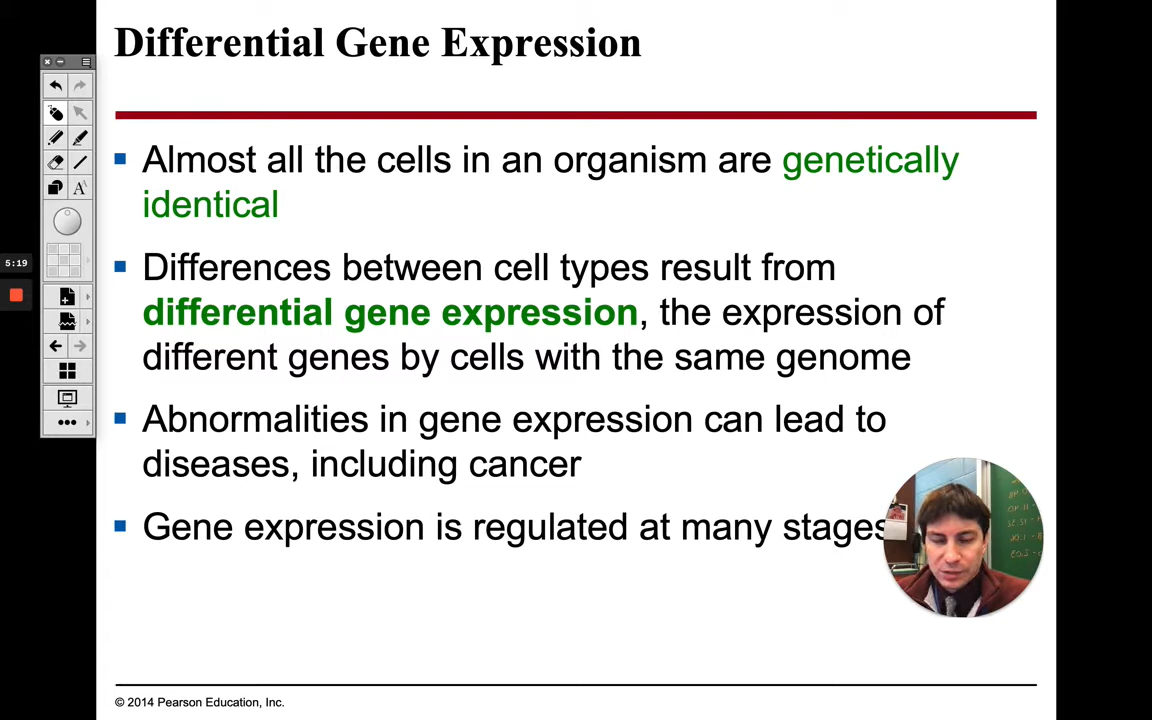 Differential Gene Expression
Almost all the cells in an organism are genetically
identical
Differences between cell types result from
differential gene expression, the expression of
different genes by cells with the same genome
Abnormalities in gene expression can lead to
diseases, including cancer
Gene expression is regulated at many stages
5:19
A
© 2014 Pearson Education, Inc.